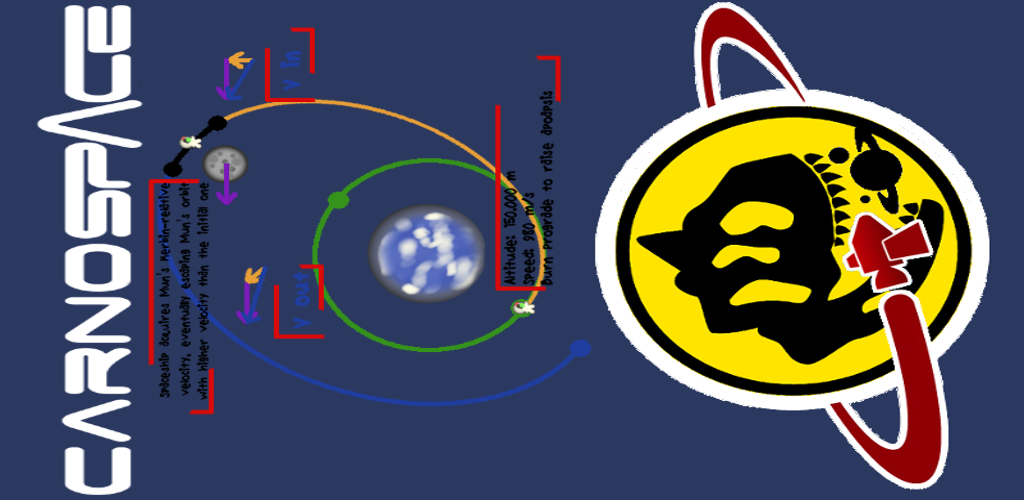 CARNOSPACE
V in
Altitude: 150.000 m
Speed: 980 m/s
Burn prograde to raise apoapsis
Spaceship acquires Mun's Kerbin-relative
velocity, eventually escaping Mun's orbit
with higher velocity than the initial one
V out